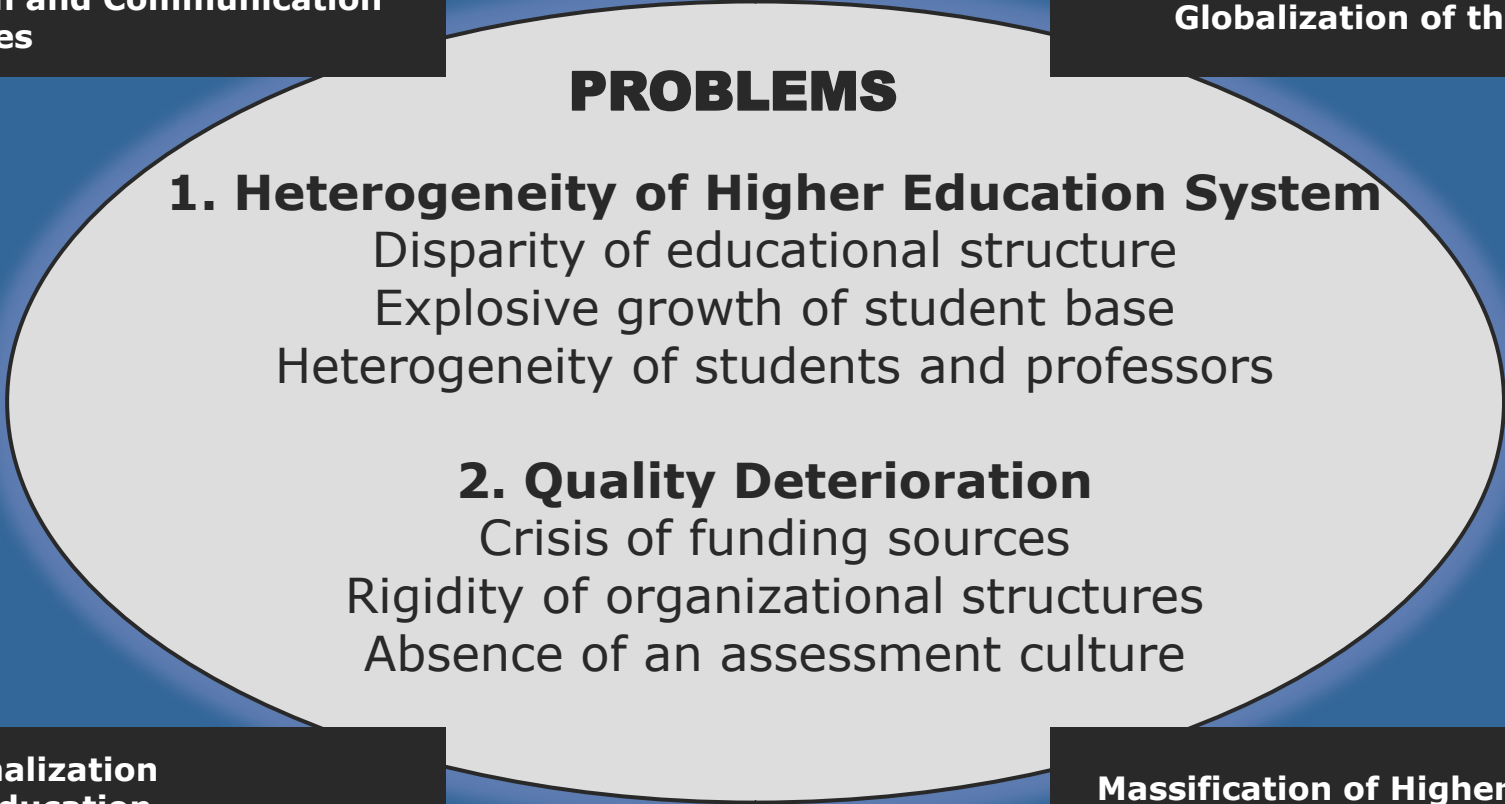 and Communication
es
Globalization of th
PROBLEMS
1. Heterogeneity of Higher Education System
Disparity of educational structure
Explosive growth of student base
Heterogeneity of students and professors
2. Quality Deterioration
Crisis of funding sources
Rigidity of organizational structures
Absence of an assessment culture
alization
Massification of Higher